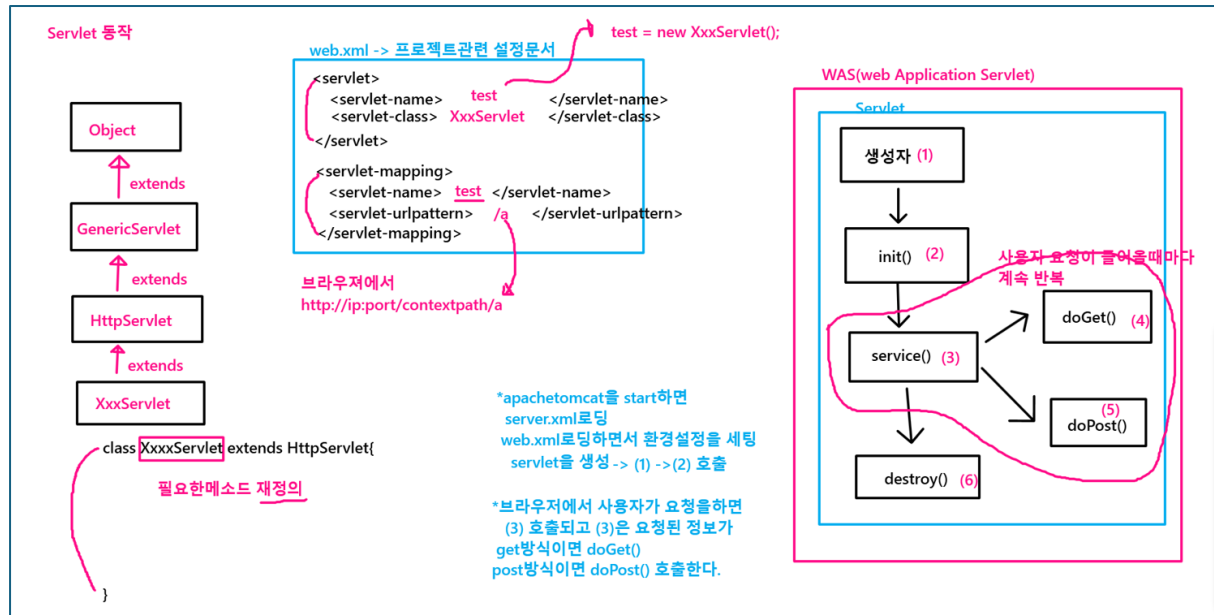 Servlet 동작
Object
extends
GenericServlet
extends
HttpServlet
extends
XxxServlet
class XxxxServlet extends HttpServlet{
필요한메소드 재정의
}
test = new XxxServlet();
web.xml -> 프로젝트관련 설정문서
<servlet>
<servlet-name> test </servlet-name>
<servlet-class> XxxServlet </servlet-class>
</servlet>
<servlet-mapping>
<servlet-name> test </servlet-name>
<servlet-urlpattern> /a </servlet-urlpattern>
</servlet-mapping>
브라우져에서
http://ip:port/contextpath/a
*apachetomcat을 start하면
server.xml로딩
web.xml로딩하면서 환경설정을 세팅
servlet을 생성 -> (1) ->(2) 호출
*브라우저에서 사용자가 요청을하면
(3) 호출되고 (3)은 요청된 정보가
get방식이면 doGet()
post방식이면 doPost() 호출한다.
WAS(web Application Servlet)
Servlet
생성자 (1)
init() (2)
사용자 요청이 들어올때마다
계속 반복
doGet() (4)
service() (3)
(5)
doPost()
destroy() (6)